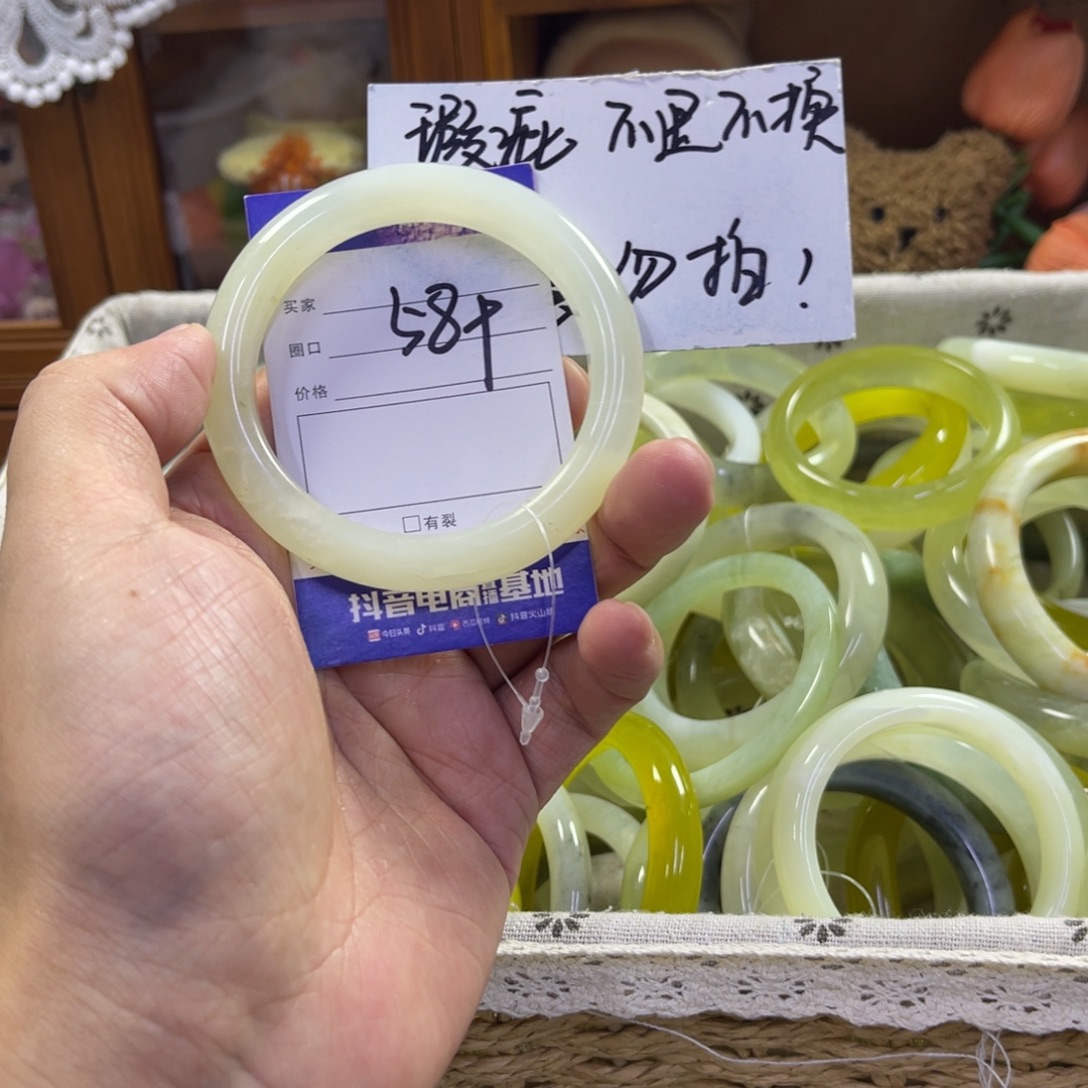 瑕疵 不退不换
勿拍！
买家
58+
圈口
价格
有裂
抖音电商直播基地
今日头条 抖音 西瓜视频 抖音火山版